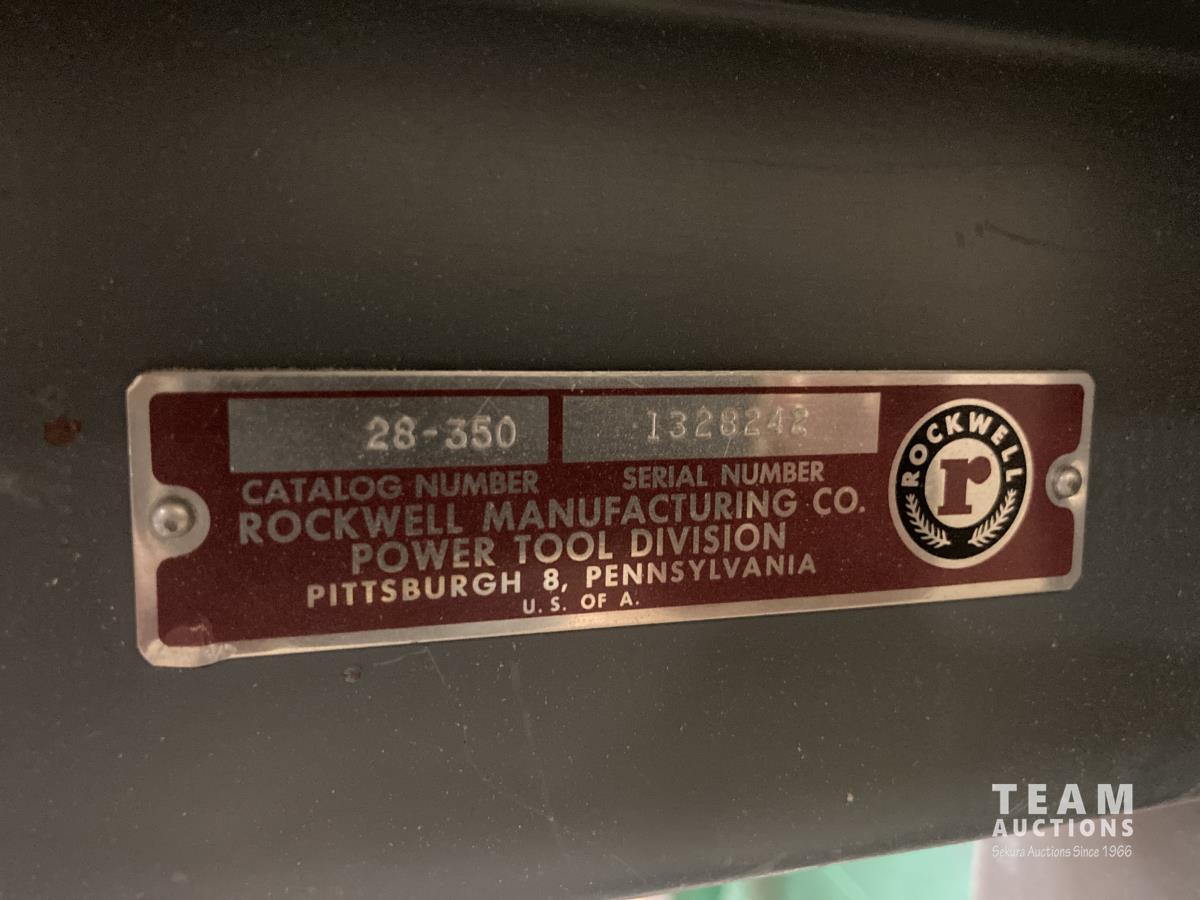 28-350 1328242
CATALOG NUMBER SERIAL NUMBER
ROCKWELL MANUFACTURING CO.
POWER TOOL DIVISION
PITTSBURGH 8, PENNSYLVANIA
U.S. OF A.
ROCKWELL
r
TEAM
AUCTIONS
Sekura Auctions Since 1966